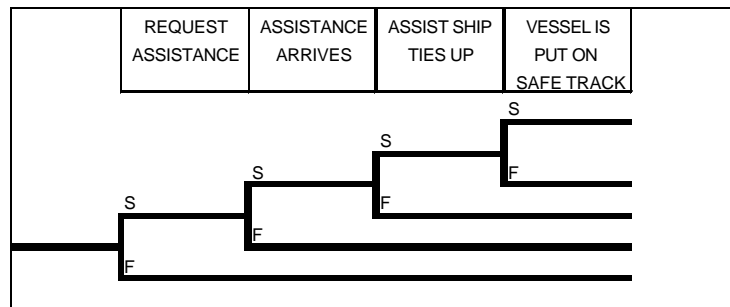 REQUEST
ASSISTANCE
ASSISTANCE
ARRIVES
ASSIST SHIP
TIES UP
VESSEL IS
PUT ON
SAFE TRACK
S
S
S
F
S
F
S
F
F